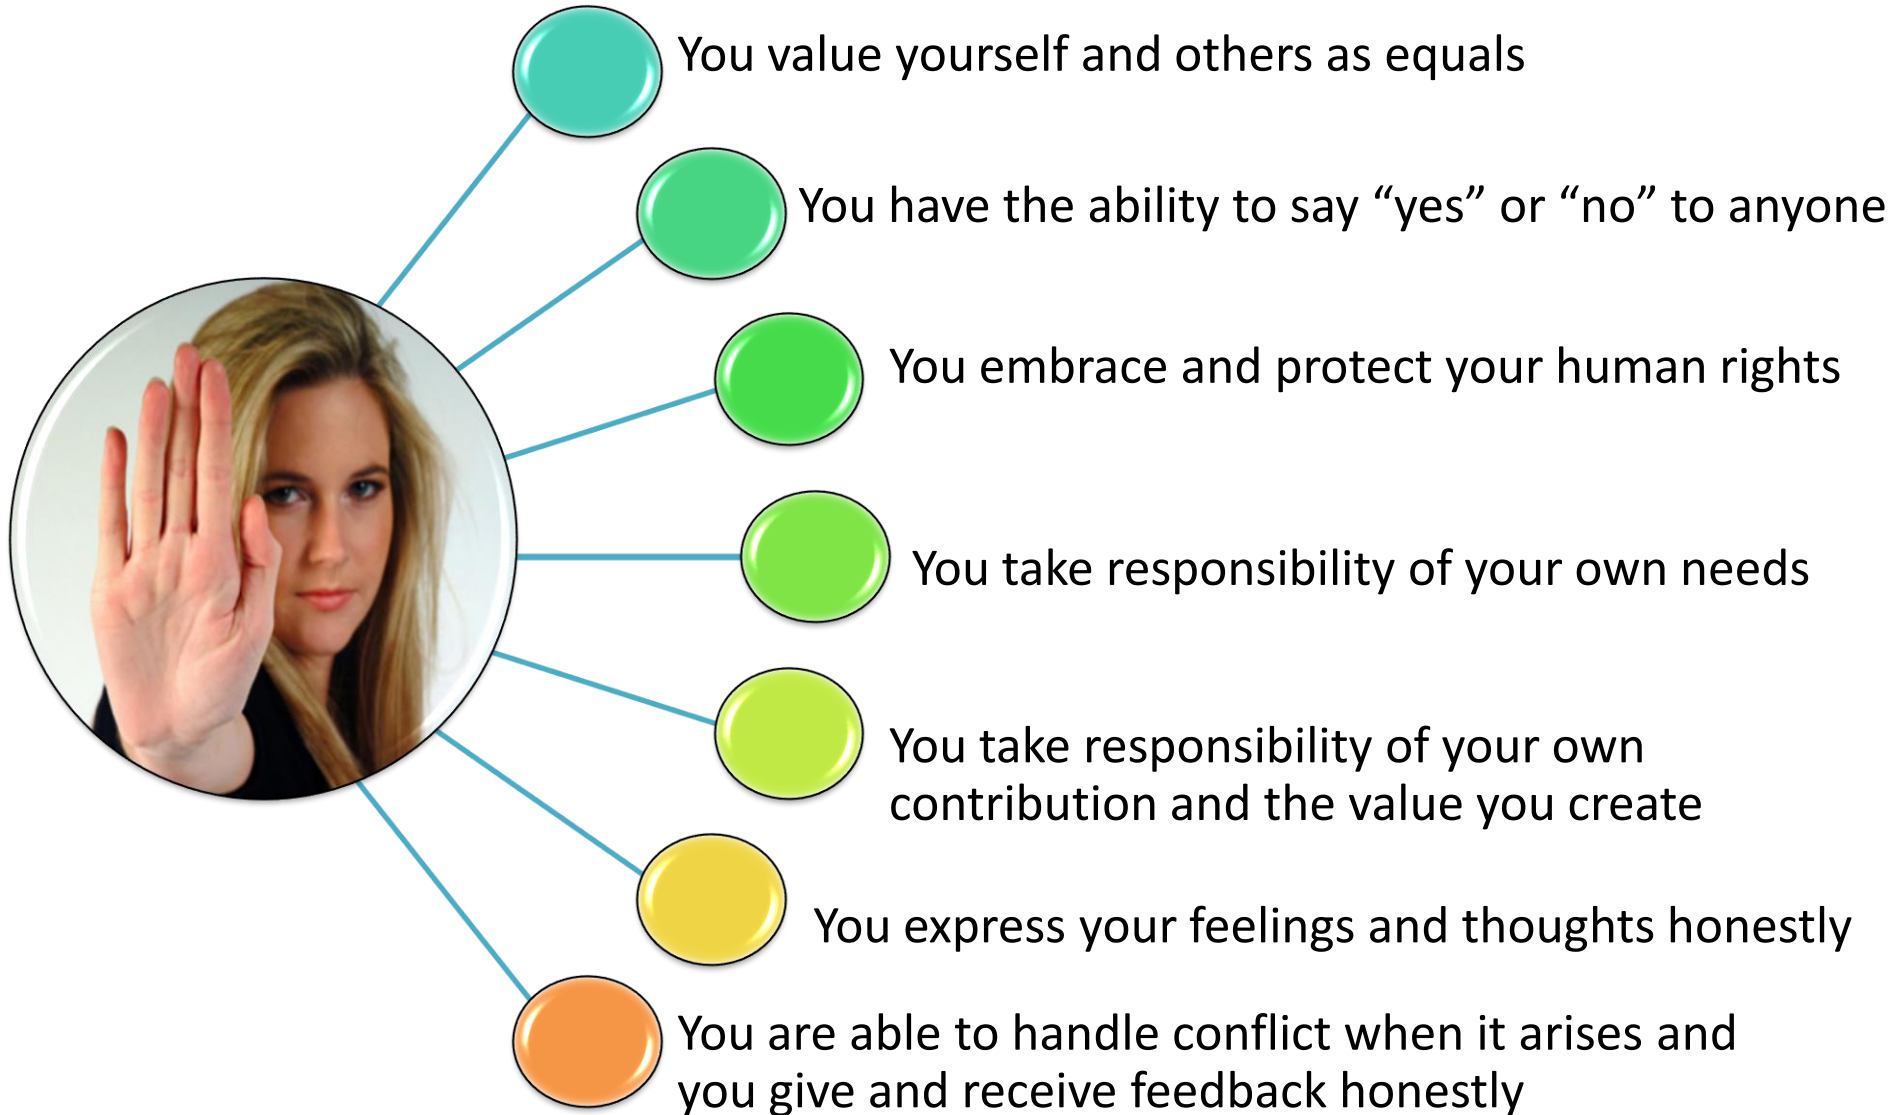 You value yourself and others as equals
You have the ability to say “yes” or “no” to anyone
You embrace and protect your human rights
You take responsibility of your own needs
You take responsibility of your own
contribution and the value you create
You express your feelings and thoughts honestly
You are able to handle conflict when it arises and
you give and receive feedback honestly